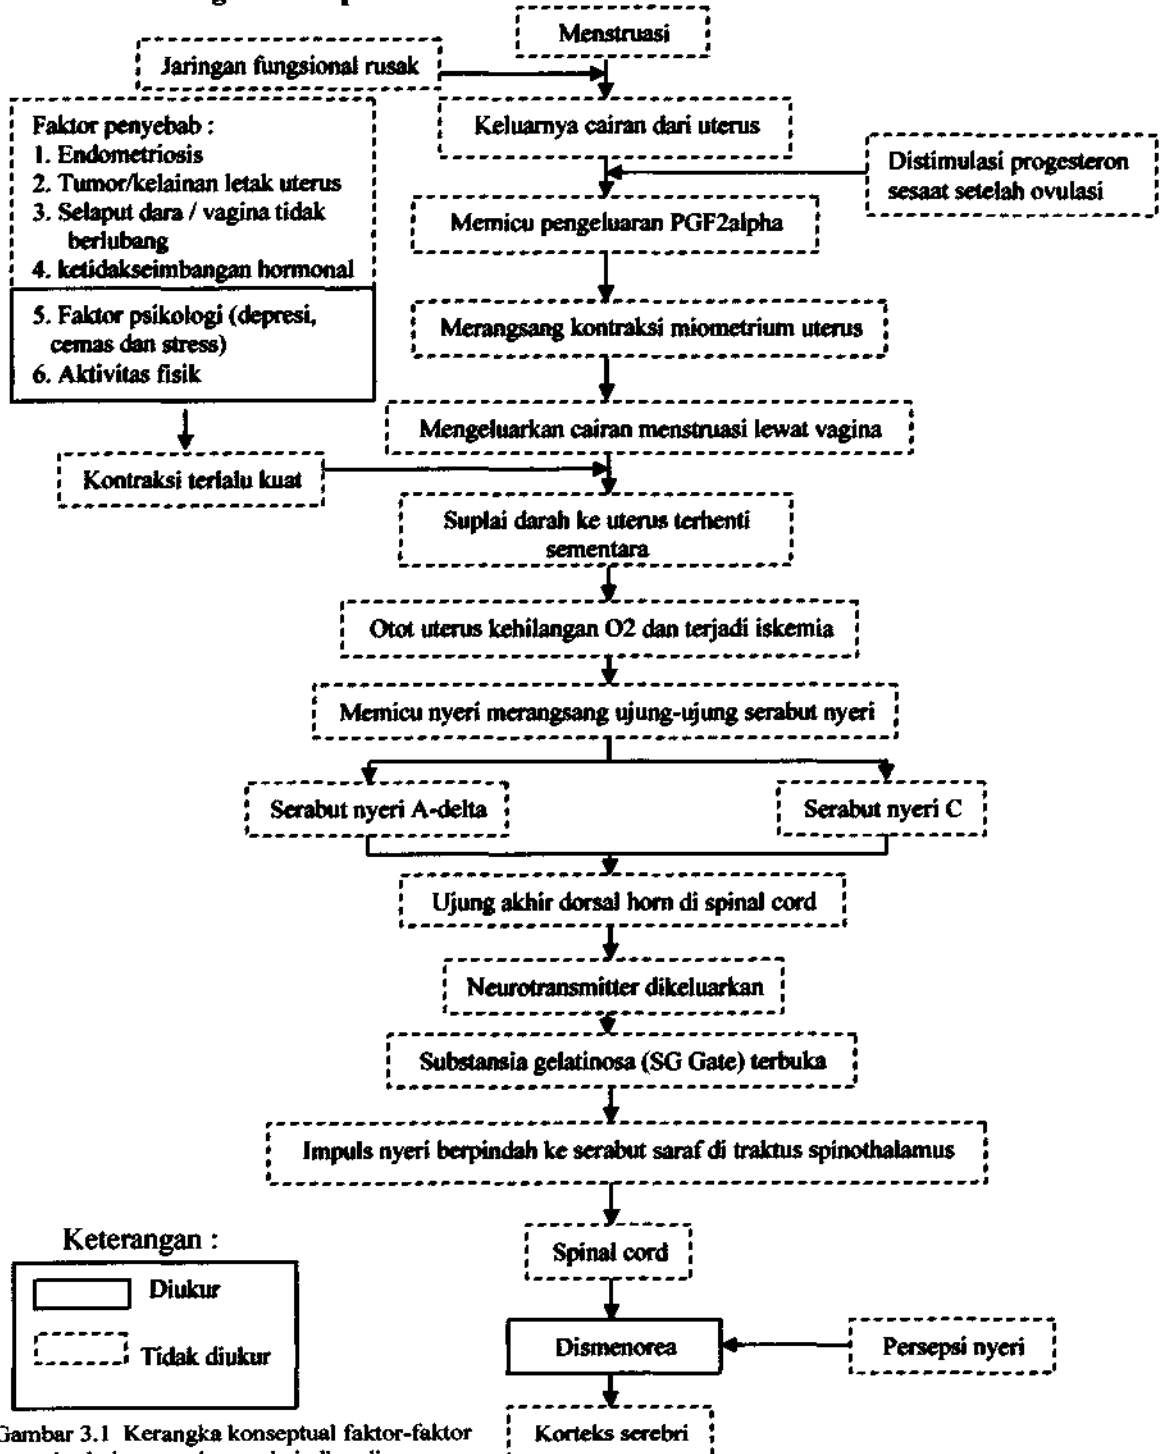 Menstruasi
Jaringan fungsional rusak
Faktor penyebab :
1. Endometriosis
2. Tumor/kelainan letak uterus
3. Selaput dara / vagina tidak
berlubang
4. ketidakseimbangan hormonal
5. Faktor psikologi (depresi,
cemas dan stress)
6. Aktivitas fisik
Kontraksi terlalu kuat
Keluarnya cairan dari uterus
Distimulasi progesteron
sesaat setelah ovulasi
Memicu pengeluaran PGF2alpha
Merangsang kontraksi miometrium uterus
Mengeluarkan cairan menstruasi lewat vagina
Suplai darah ke uterus terhenti
sementara
Otot uterus kehilangan O2 dan terjadi iskemia
Memicu nyeri merangsang ujung-ujung serabut nyeri
Serabut nyeri A-delta
Serabut nyeri C
Ujung akhir dorsal horn di spinal cord
Neurotransmitter dikeluarkan
Substansia gelatinosa (SG Gate) terbuka
Impuls nyeri berpindah ke serabut saraf di traktus spinothalamus
Spinal cord
Dismenorea
Persepsi nyeri
Korteks serebri
Keterangan :
Diukur
Tidak diukur
Gambar 3.1 Kerangka konseptual faktor-faktor